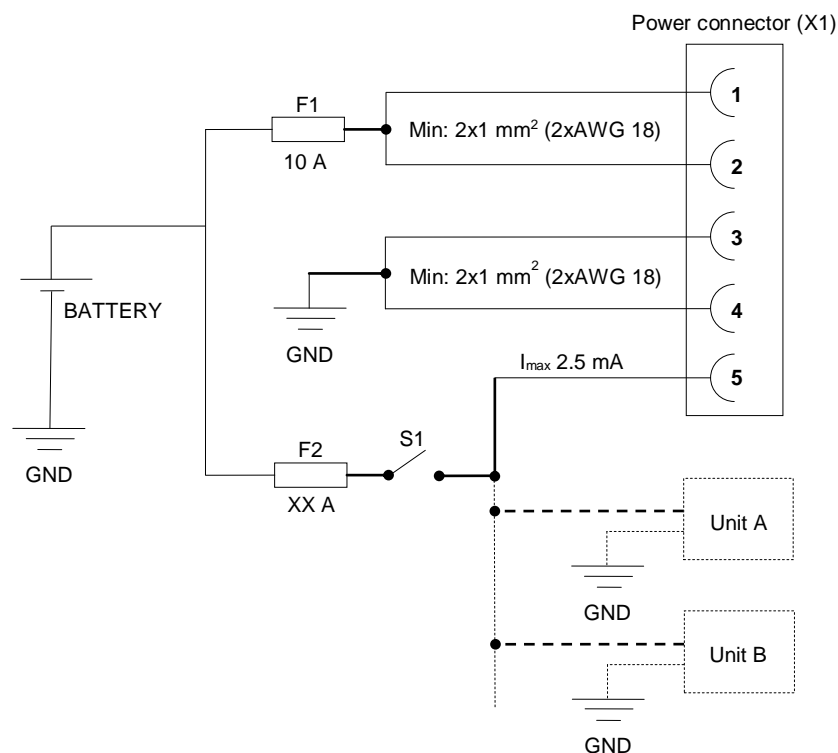 Power connector (X1)
F1
10 A
Min: 2x1 mm² (2xAWG 18)
1
2
3
4
5
BATTERY
GND
GND
Min: 2x1 mm² (2xAWG 18)
Imax 2.5 mA
F2
XX A
S1
Unit A
GND
Unit B
GND